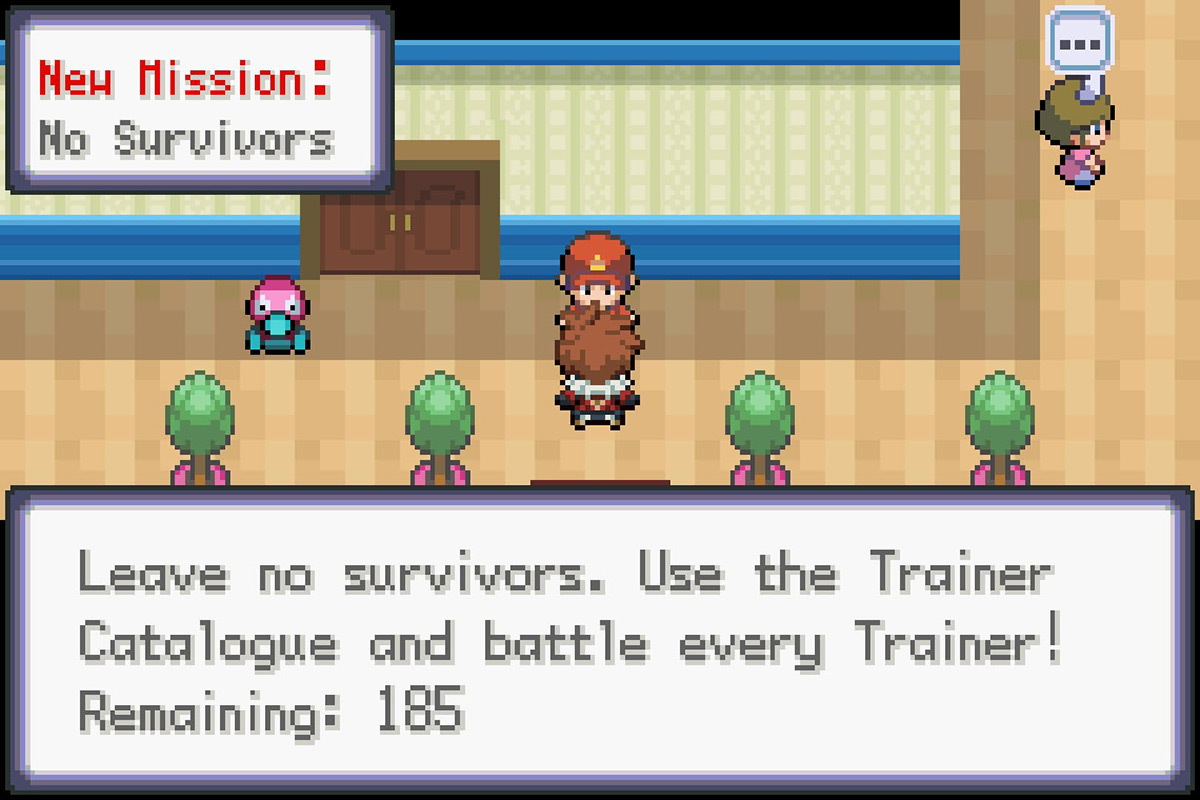 New Mission:
No Survivors
...
Leave no survivors. Use the Trainer
Catalogue and battle every Trainer!
Remaining: 185